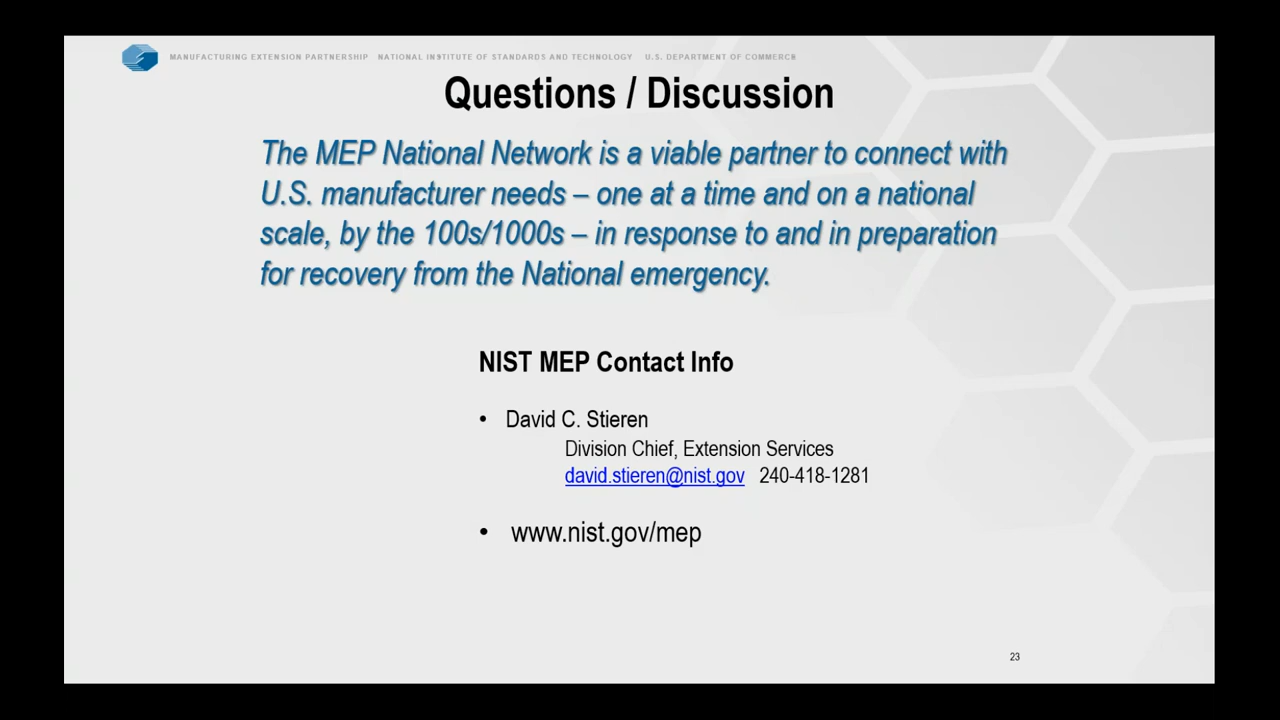 MANUFACTURING EXTENSION PARTNERSHIP NATIONAL INSTITUTE OF STANDARDS AND TECHNOLOGY U.S. DEPARTMENT OF COMMERCE
Questions / Discussion
The MEP National Network is a viable partner to connect with
U.S. manufacturer needs – one at a time and on a national
scale, by the 100s/1000s – in response to and in preparation
for recovery from the National emergency.
NIST MEP Contact Info
• David C. Stieren
Division Chief, Extension Services
david.stieren@nist.gov 240-418-1281
• www.nist.gov/mep
23